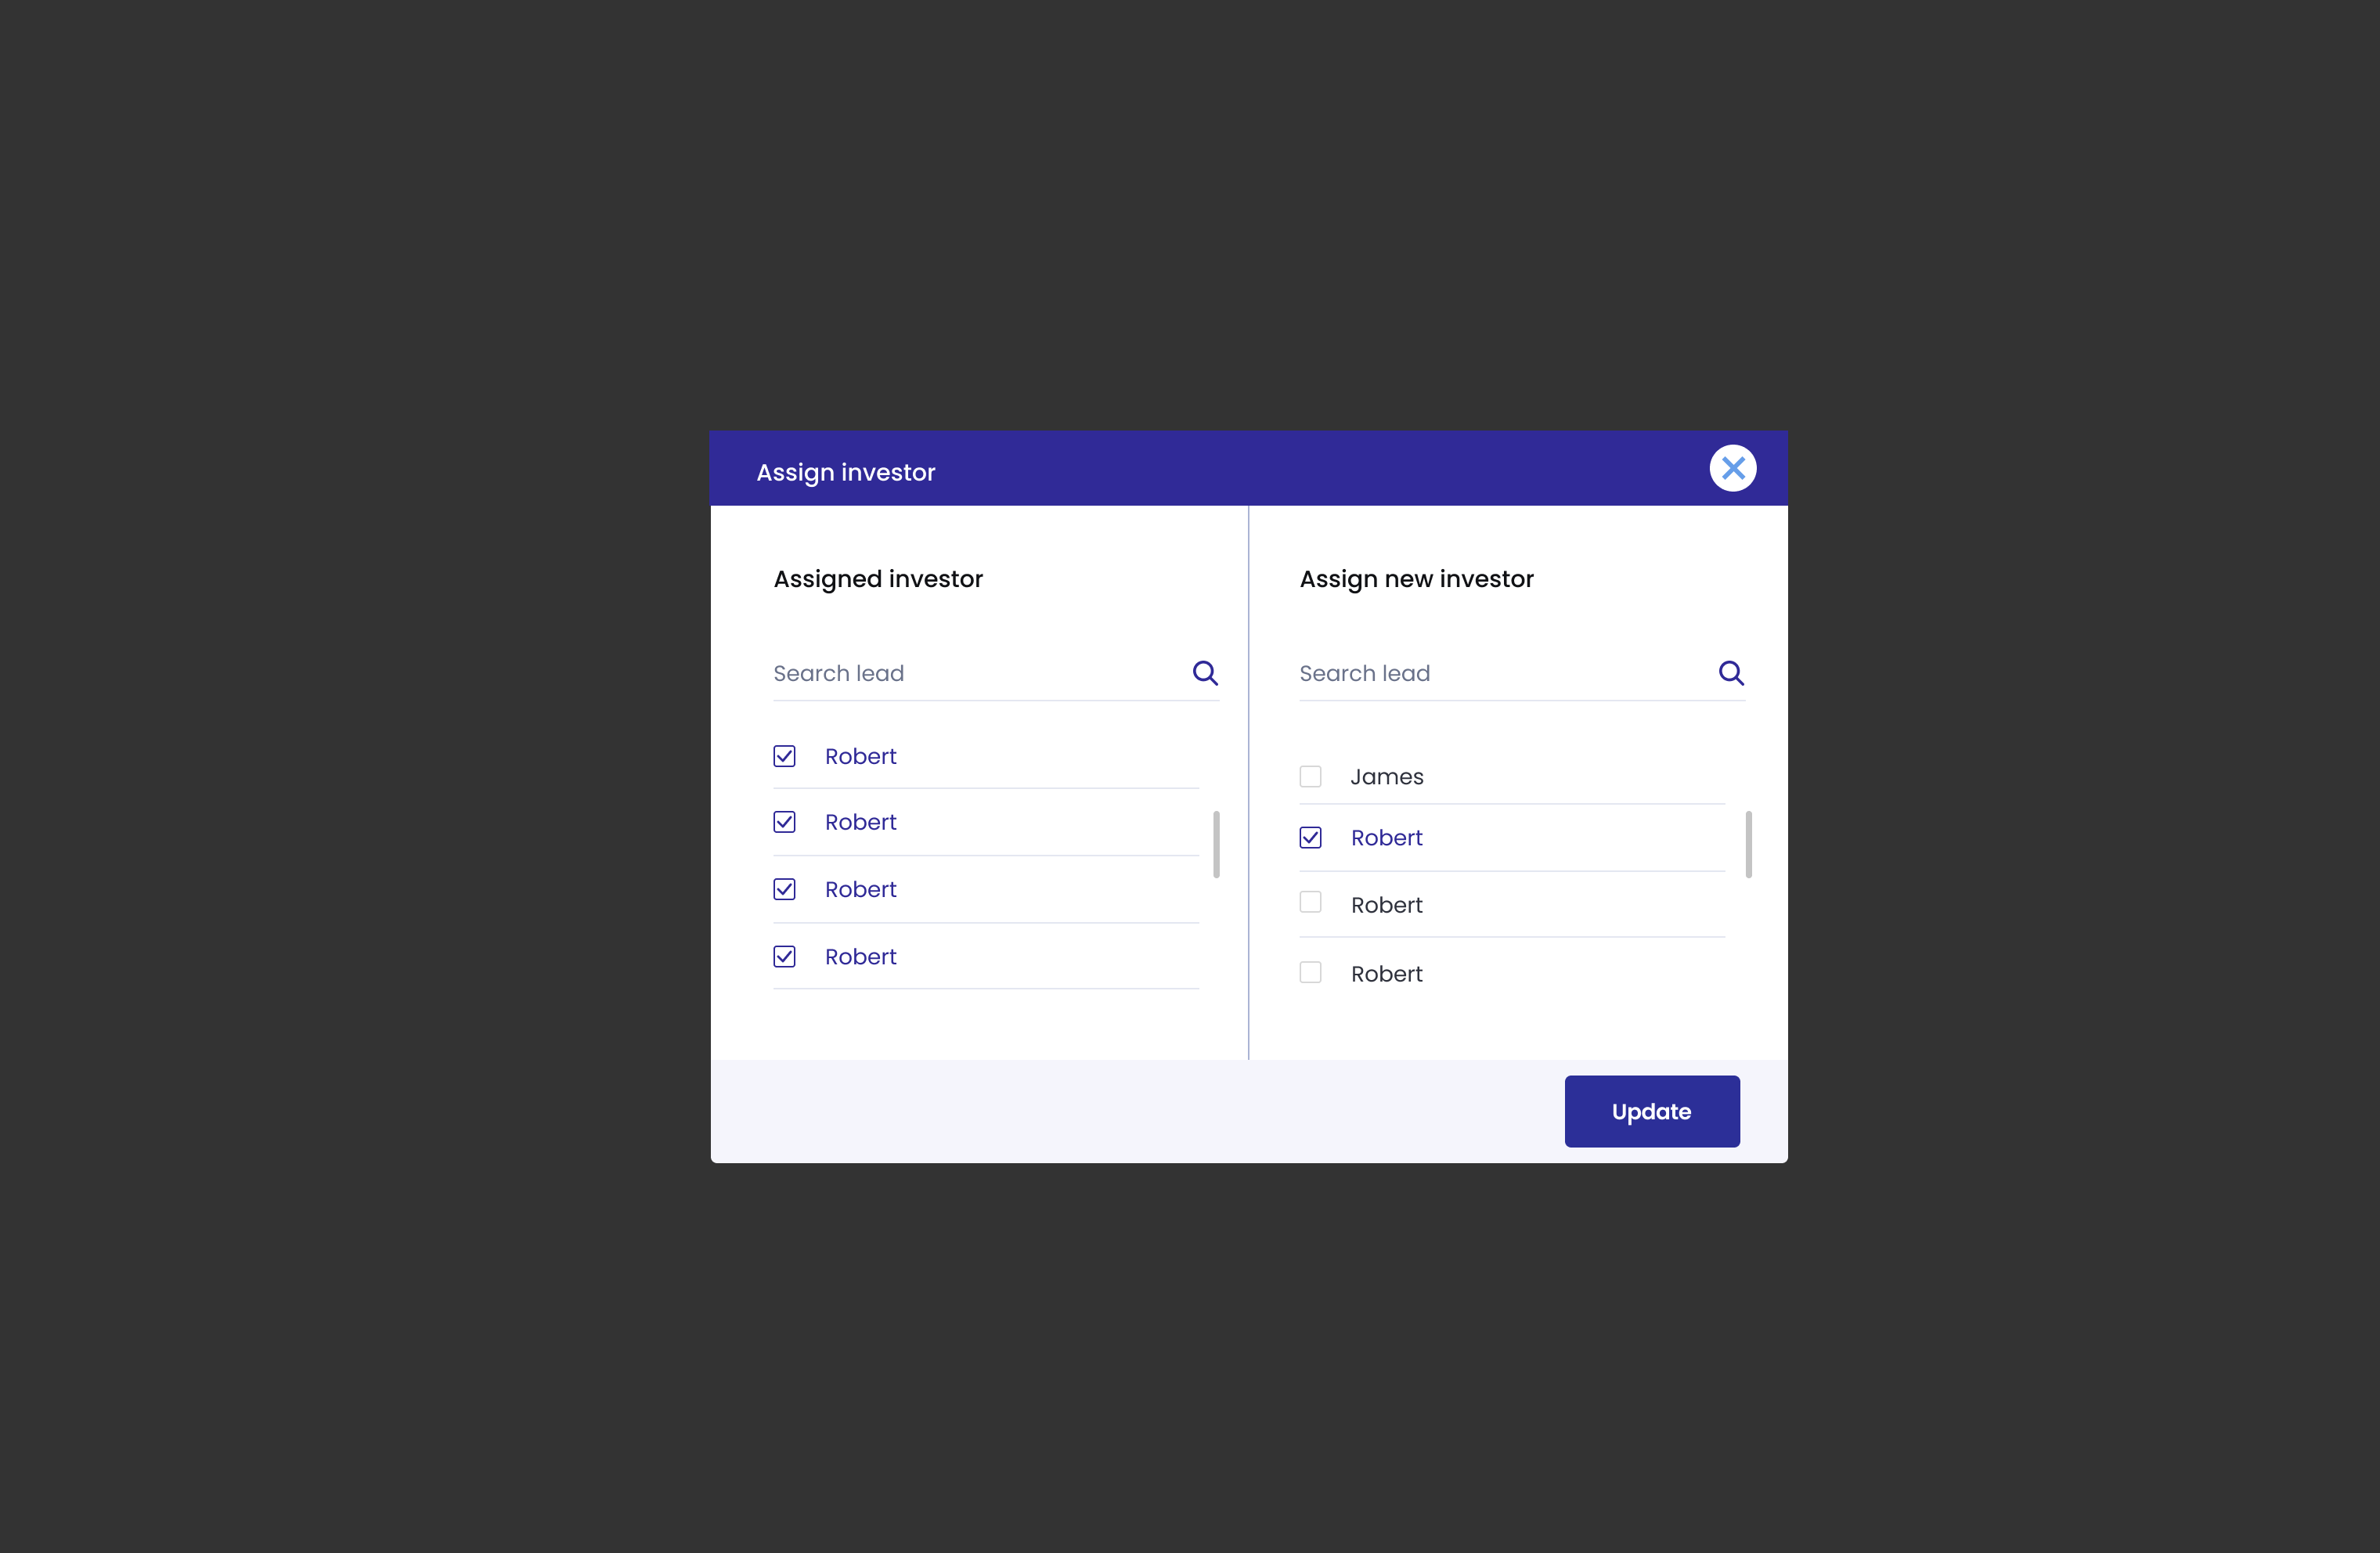 Assign investor
Assigned investor
Search lead
Robert
Robert
Robert
Robert
Assign new investor
Search lead
James
Robert
Robert
Robert
Update